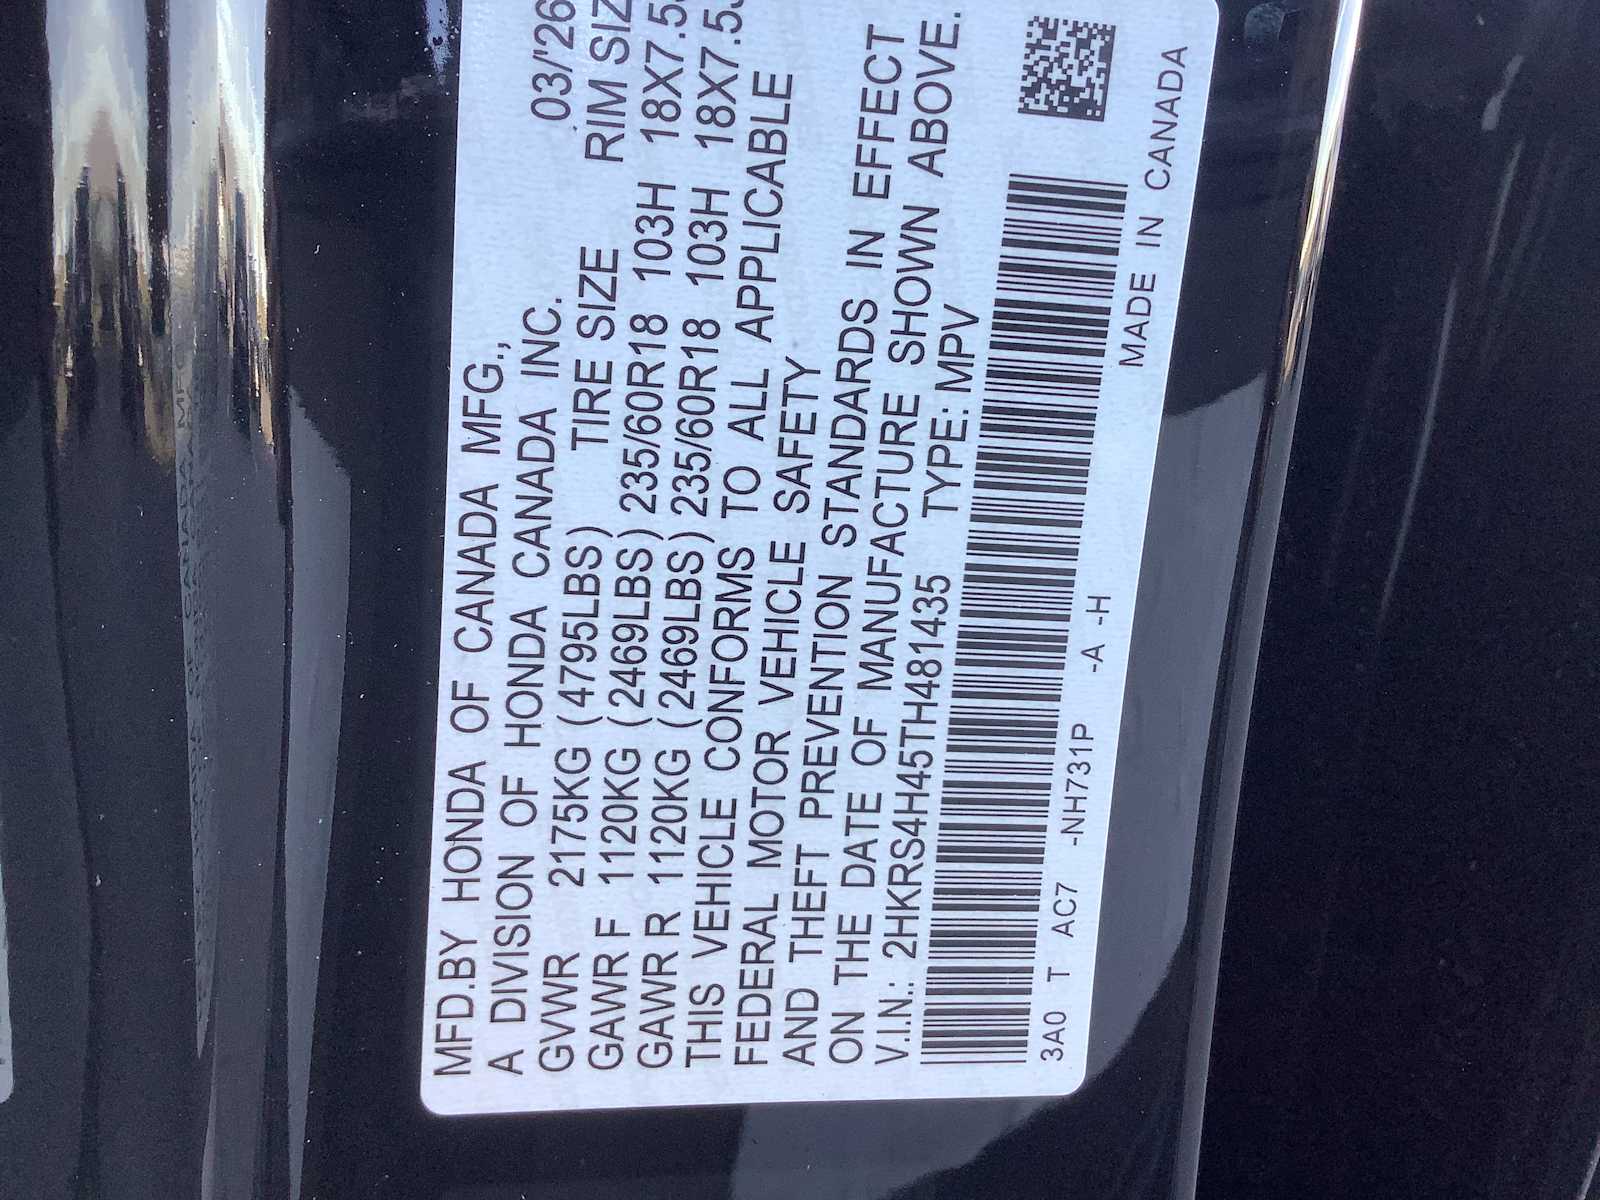 MFD.BY HONDA OF CANADA MFG.,
A DIVISION OF HONDA CANADA INC. 03/'26
GVWR 2175KG (4795LBS) TIRE SIZE RIM SIZ
GAWR F 1120KG (2469LBS) 235/60R18 103H 18X7.5
GAWR R 1120KG (2469LBS) 235/60R18 103H 18X7.5
THIS VEHICLE CONFORMS TO ALL APPLICABLE
FEDERAL MOTOR VEHICLE SAFETY
AND THEFT PREVENTION STANDARDS IN EFFECT
ON THE DATE OF MANUFACTURE SHOWN ABOVE.
V.I.N.: 2HKRS4H45TH481435 TYPE: MPV
3A0 T AC7 -NH731P -A -H MADE IN CANADA